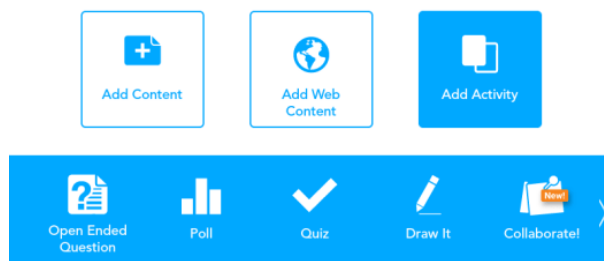 Add Content
Add Web
Content
Add Activity
New!
Open Ended
Question
Poll
Quiz
Draw It
Collaborate!